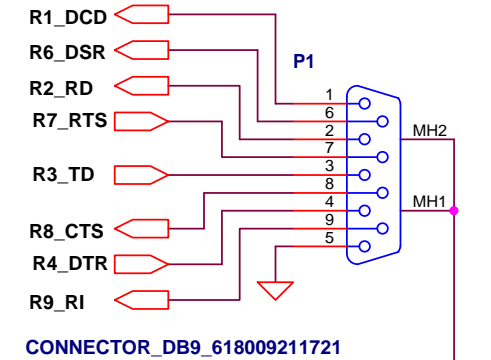 R1_DCD
R6_DSR
R2_RD
R7_RTS
R3_TD
R8_CTS
R4_DTR
R9_RI
P1
1
6
2
7
3
8
4
9
5
MH2
MH1
CONNECTOR_DB9_618009211721